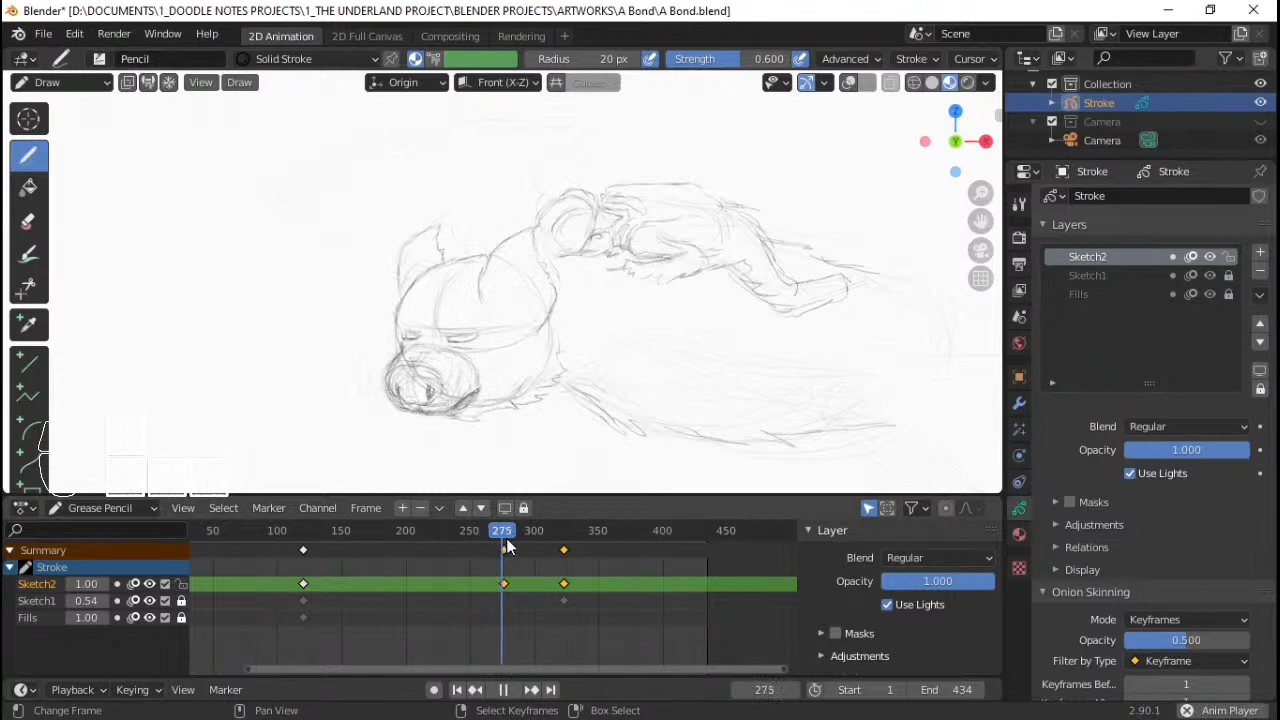 Blender* [D:\DOCUMENTS\1_DOODLE NOTES PROJECTS\1_THE UNDERLAND PROJECT\BLENDER PROJECTS\ARTWORKS\A Bond\A Bond.blend]
File Edit Render Window Help 2D Animation 2D Full Canvas Compositing Rendering Scene View Layer
Pencil Solid Stroke Radius 20 px Strength 0.600 Advanced Stroke Cursor
Draw View Draw Origin Front (X-Z)
Collection
Stroke
Camera
Camera
Stroke Stroke
Stroke
Layers
Sketch2
Sketch1
Fills
Blend Regular
Opacity 1.000
Use Lights
Masks
Adjustments
Relations
Display
Onion Skinning
Mode Keyframes
Opacity 0.500
Filter by Type Keyframe
Keyframes Bef.. 1
Keyframes Aft.. 1
Grease Pencil View Select Marker Channel Frame
50 100 150 200 250 275 300 350 400 450
Summary
Stroke
Sketch2 1.00
Sketch1 0.54
Fills 1.00
Layer
Blend Regular
Opacity 1.000
Use Lights
Masks
Adjustments
Playback Keying View Marker 275 Start 1 End 434
Change Frame Pan View Select Keyframes Box Select 2.90.1 Anim Player